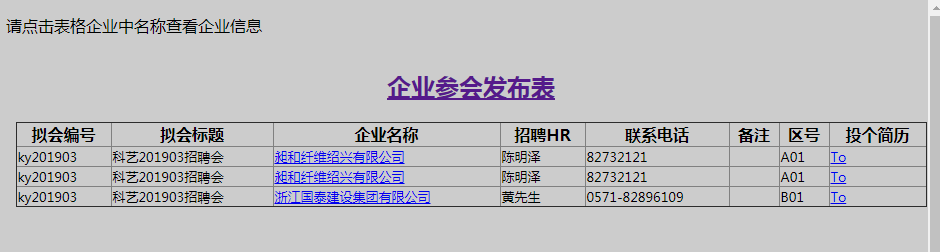 请点击表格企业中名称查看企业信息
企业参会发布表
拟会编号 拟会标题 企业名称 招聘HR 联系电话 备注 区号 投个简历
ky201903 科艺201903招聘会 昶和纤维绍兴有限公司 陈明泽 82732121 A01 To
ky201903 科艺201903招聘会 昶和纤维绍兴有限公司 陈明泽 82732121 A01 To
ky201903 科艺201903招聘会 浙江国泰建设集团有限公司 黄先生 0571-82896109 B01 To